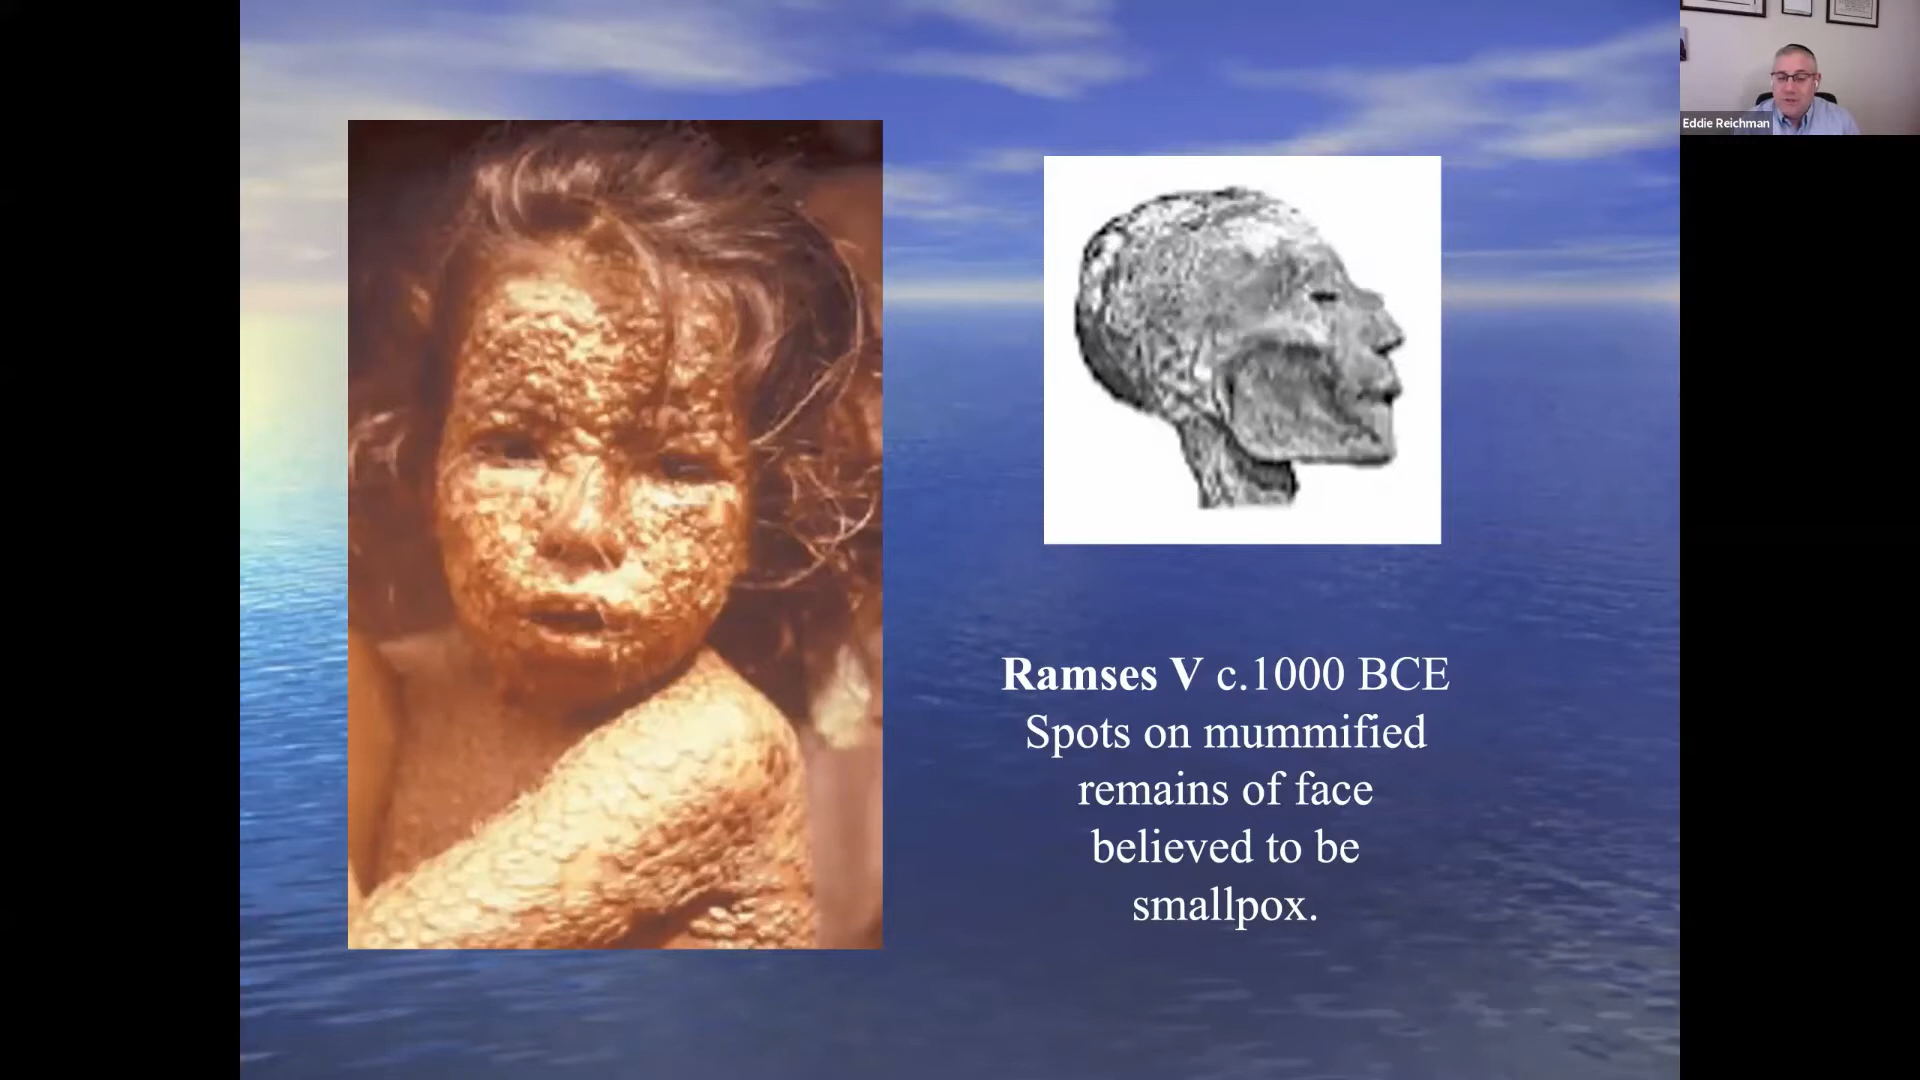 Eddie Reichman
Ramses V c.1000 BCE
Spots on mummified
remains of face
believed to be
smallpox.